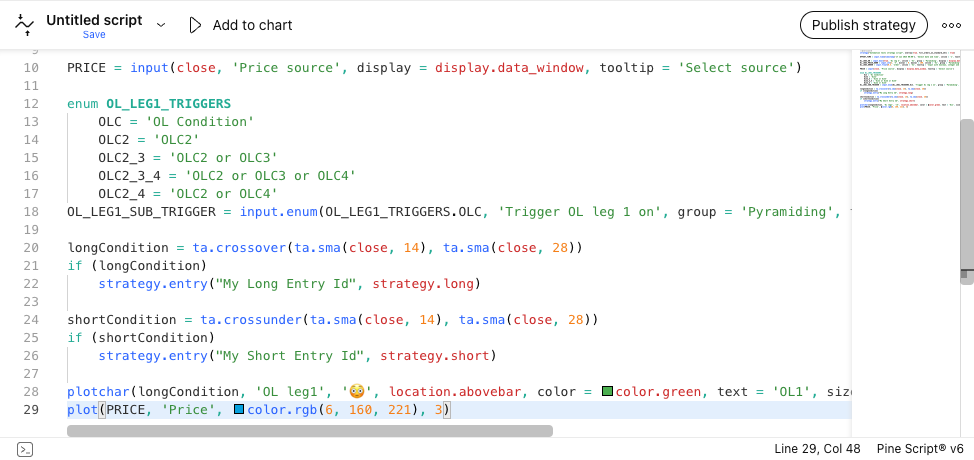 Untitled script
Save
Add to chart
Publish strategy
10 PRICE = input(close, 'Price source', display = display.data_window, tooltip = 'Select source')
11
12 enum OL_LEG1_TRIGGERS
13 OLC = 'OL Condition'
14 OLC2 = 'OLC2'
15 OLC2_3 = 'OLC2 or OLC3'
16 OLC2_3_4 = 'OLC2 or OLC3 or OLC4'
17 OLC2_4 = 'OLC2 or OLC4'
18 OL_LEG1_SUB_TRIGGER = input.enum(OL_LEG1_TRIGGERS.OLC, 'Trigger OL leg 1 on', group = 'Pyramiding',
19
20 longCondition = ta.crossover(ta.sma(close, 14), ta.sma(close, 28))
21 if (longCondition)
22 strategy.entry("My Long Entry Id", strategy.long)
23
24 shortCondition = ta.crossunder(ta.sma(close, 14), ta.sma(close, 28))
25 if (shortCondition)
26 strategy.entry("My Short Entry Id", strategy.short)
27
28 plotchar(longCondition, 'OL leg1', '😳', location.abovebar, color = color.green, text = 'OL1', siz
29 plot(PRICE, 'Price', color.rgb(6, 160, 221), 3)
Line 29, Col 48 Pine Script® v6